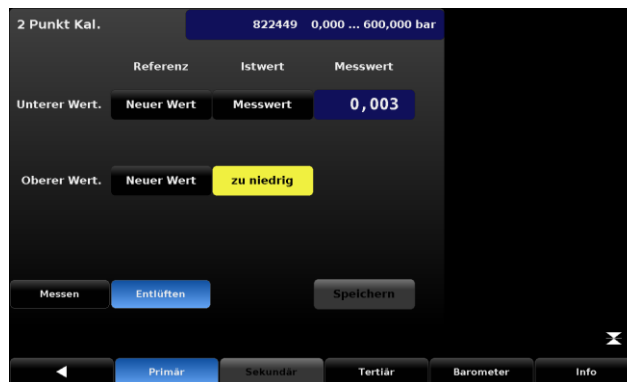 2 Punkt Kal. 822449 0,000 ... 600,000 bar
Referenz Istwert Messwert
Unterer Wert. Neuer Wert Messwert 0,003
Oberer Wert. Neuer Wert zu niedrig
Messen Entlüften Speichern
Primär Sekundär Tertiär Barometer Info